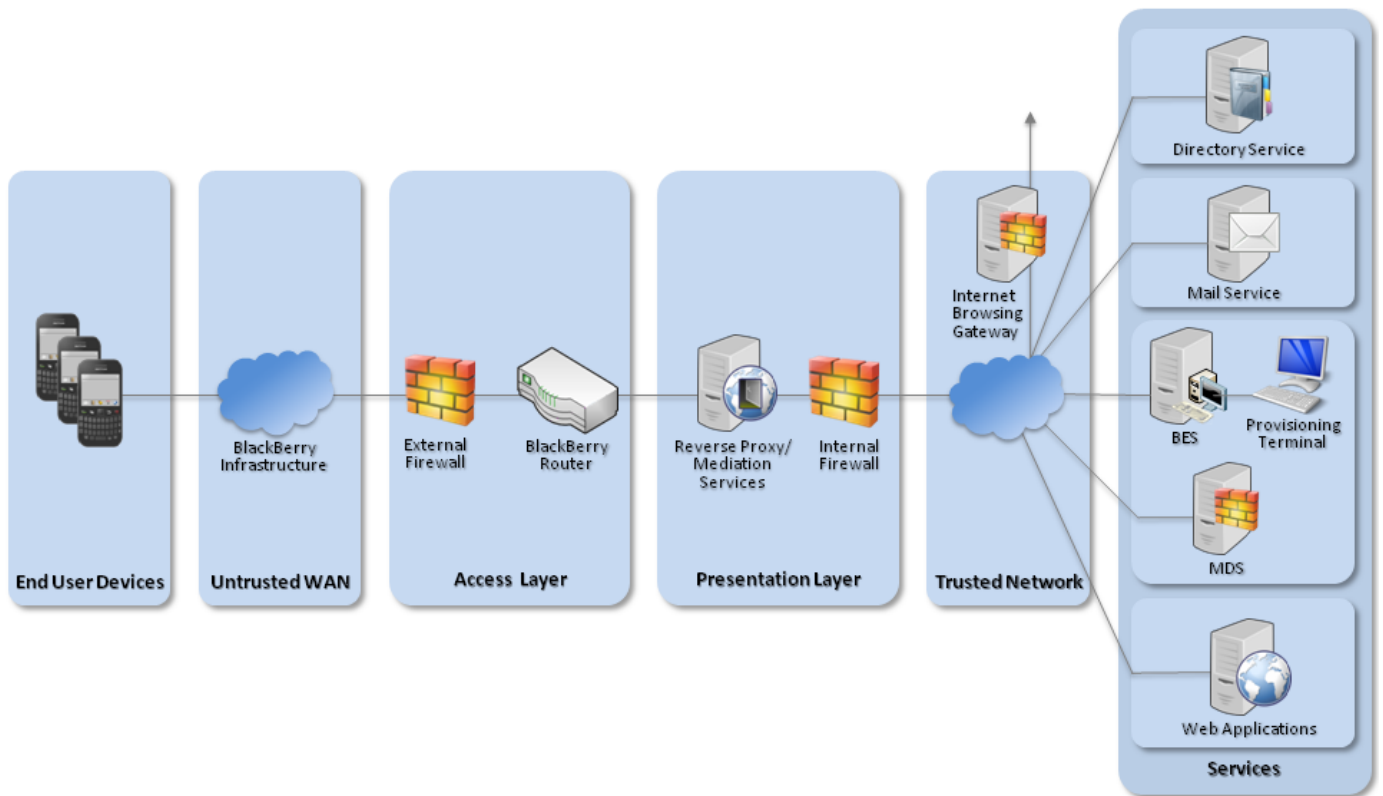 End User Devices
BlackBerry
Infrastructure
Untrusted WAN
External
Firewall
BlackBerry
Router
Access Layer
Reverse Proxy/
Mediation
Services
Internal
Firewall
Presentation Layer
Internet
Browsing
Gateway
Trusted Network
Directory Service
Mail Service
BES
Provisioning
Terminal
MDS
Web Applications
Services